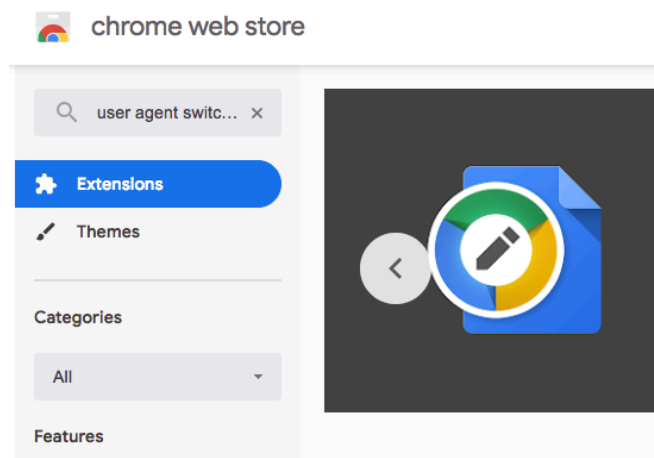 chrome web store
user agent switc...
Extensions
Themes
Categories
All
Features